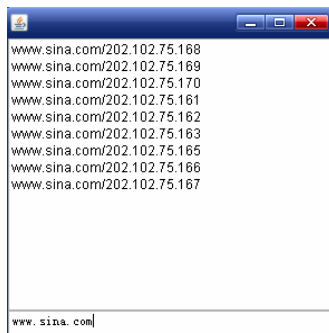 www.sina.com/202.102.75.168
www.sina.com/202.102.75.169
www.sina.com/202.102.75.170
www.sina.com/202.102.75.161
www.sina.com/202.102.75.162
www.sina.com/202.102.75.163
www.sina.com/202.102.75.165
www.sina.com/202.102.75.166
www.sina.com/202.102.75.167
www.sina.com